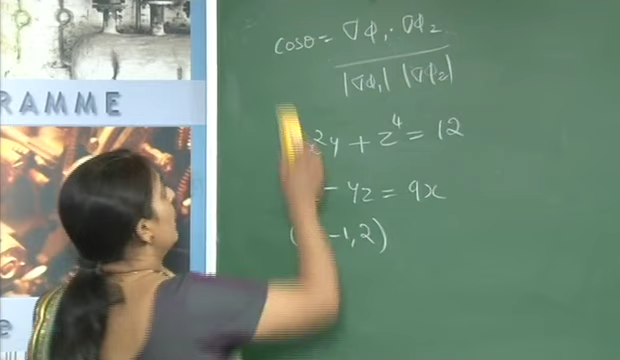 RAMME
cosθ = ∇φ₁ · ∇φ₂
|∇φ₁| |∇φ₂|
²y + z⁴ = 12
− yz = 9x
-1, 2)
e